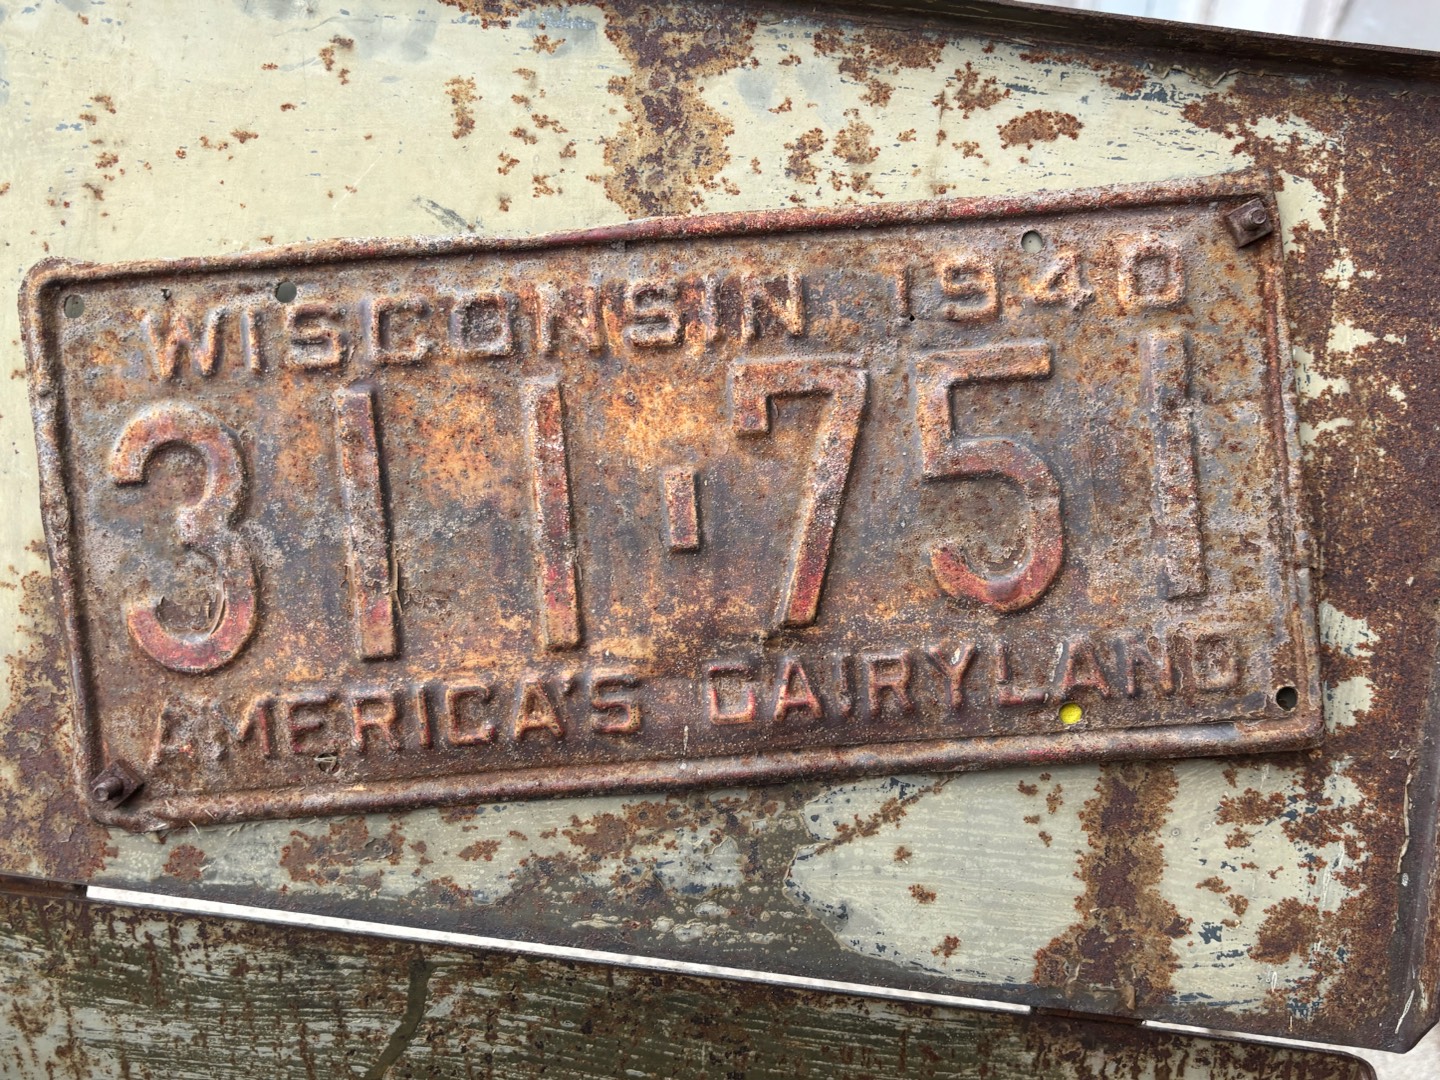 WISCONSIN 1940
311-751
AMERICA'S DAIRYLAND